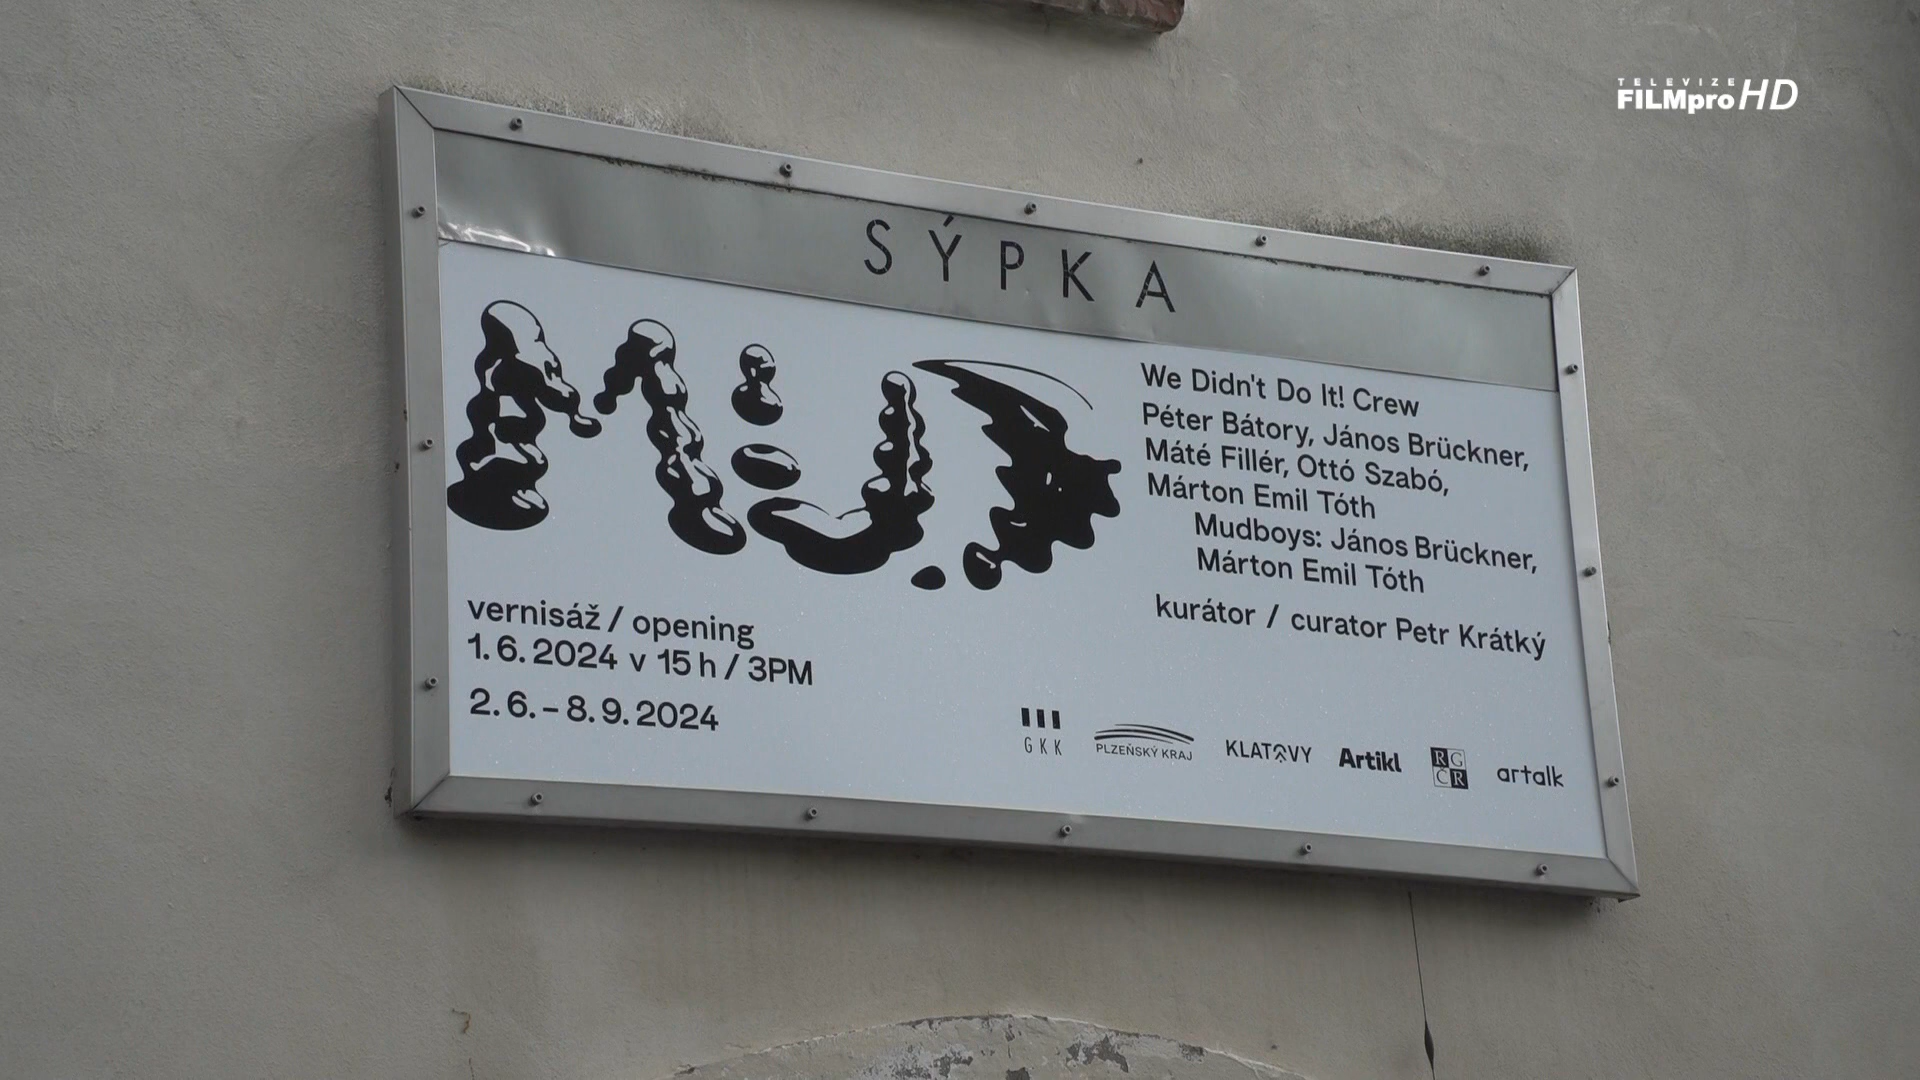 TELEVIZE
FILMpro HD
SÝPKA
MUD
We Didn't Do It! Crew
Péter Bátory, János Brückner,
Máté Fillér, Ottó Szabó,
Márton Emil Tóth
Mudboys: János Brückner,
Márton Emil Tóth
kurátor / curator Petr Krátký
vernisáž / opening
1. 6. 2024 v 15 h / 3PM
2. 6. – 8. 9. 2024
GKK
PLZEŇSKÝ KRAJ
KLATOVY
Artikl
RG
ČR
artalk